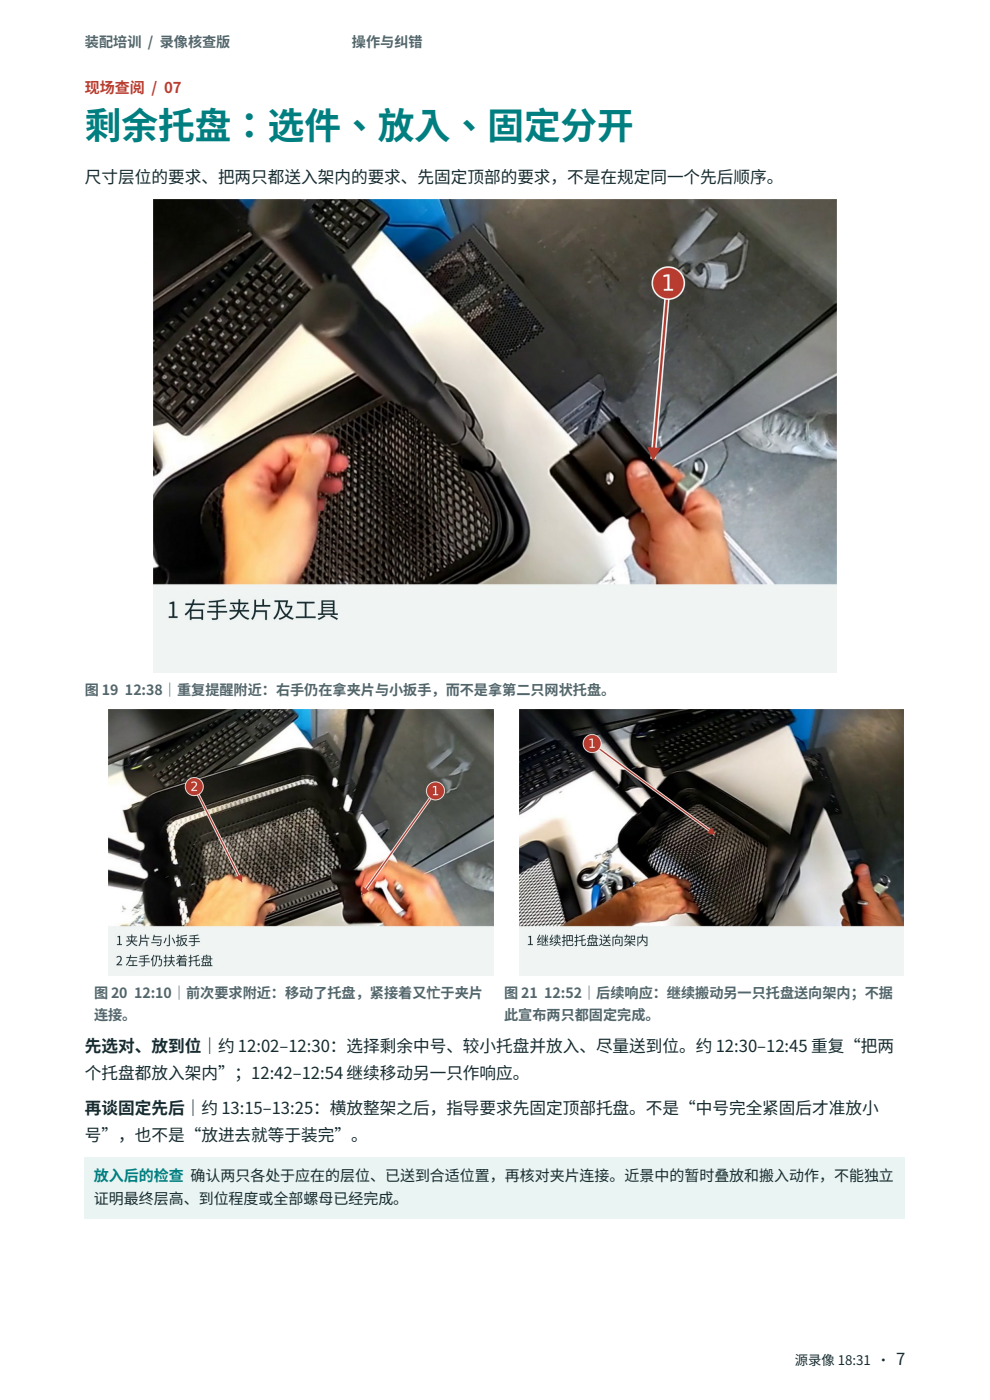 装配培训 / 录像核查版
操作与纠错
现场查阅 / 07
剩余托盘：选件、放入、固定分开
尺寸层位的要求、把两只都送入架内的要求、先固定顶部的要求，不是在规定同一个先后顺序。
1
1 右手夹片及工具
图 19 12:38｜重复提醒附近：右手仍在拿夹片与小扳手，而不是拿第二只网状托盘。
2
1
1 夹片与小扳手
2 左手仍扶着托盘
图 20 12:10｜前次要求附近：移动了托盘，紧接着又忙于夹片
连接。
1
1 继续把托盘送向架内
图 21 12:52｜后续响应：继续搬动另一只托盘送向架内；不据
此宣布两只都固定完成。
先选对、放到位｜约 12:02–12:30：选择剩余中号、较小托盘并放入、尽量送到位。约 12:30–12:45 重复“把两
个托盘都放入架内”；12:42–12:54 继续移动另一只作响应。
再谈固定先后｜约 13:15–13:25：横放整架之后，指导要求先固定顶部托盘。不是“中号完全紧固后才准放小
号”，也不是“放进去就等于装完”。
放入后的检查 确认两只各处于应在的层位、已送到合适位置，再核对夹片连接。近景中的暂时叠放和搬入动作，不能独立
证明最终层高、到位程度或全部螺母已经完成。
源录像 18:31 · 7